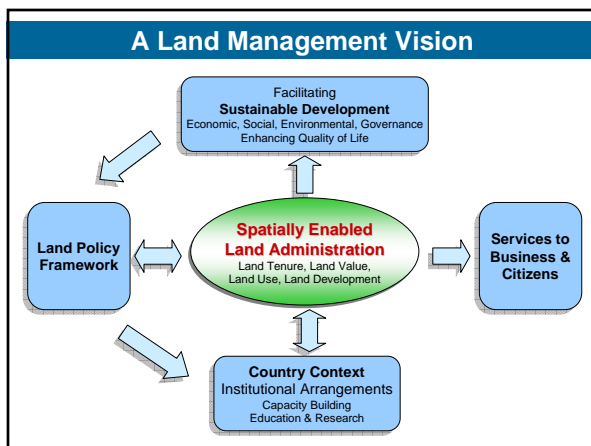 A Land Management Vision
Facilitating
Sustainable Development
Economic, Social, Environmental, Governance
Enhancing Quality of Life
Land Policy
Framework
Spatially Enabled
Land Administration
Land Tenure, Land Value,
Land Use, Land Development
Services to
Business &
Citizens
Country Context
Institutional Arrangements
Capacity Building
Education & Research